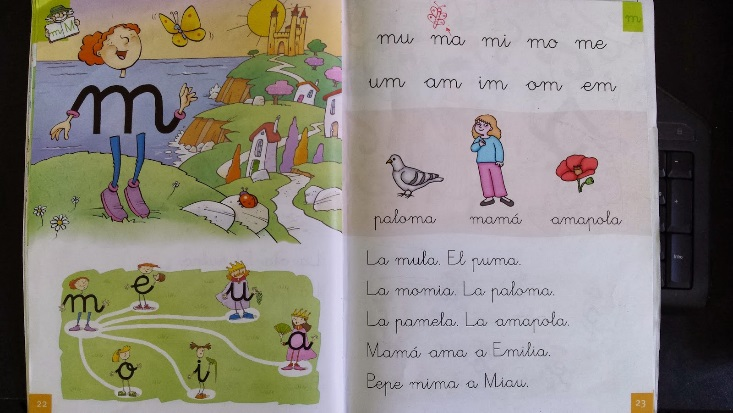 m M
m
m
e
u
a
o
i
22
m
mu ma mi mo me
um am im om em
paloma mamá amapola
La mula. El puma.
La momia. La paloma.
La pamela. La amapola.
Mamá ama a Emilia.
Pepe mima a Miau.
23